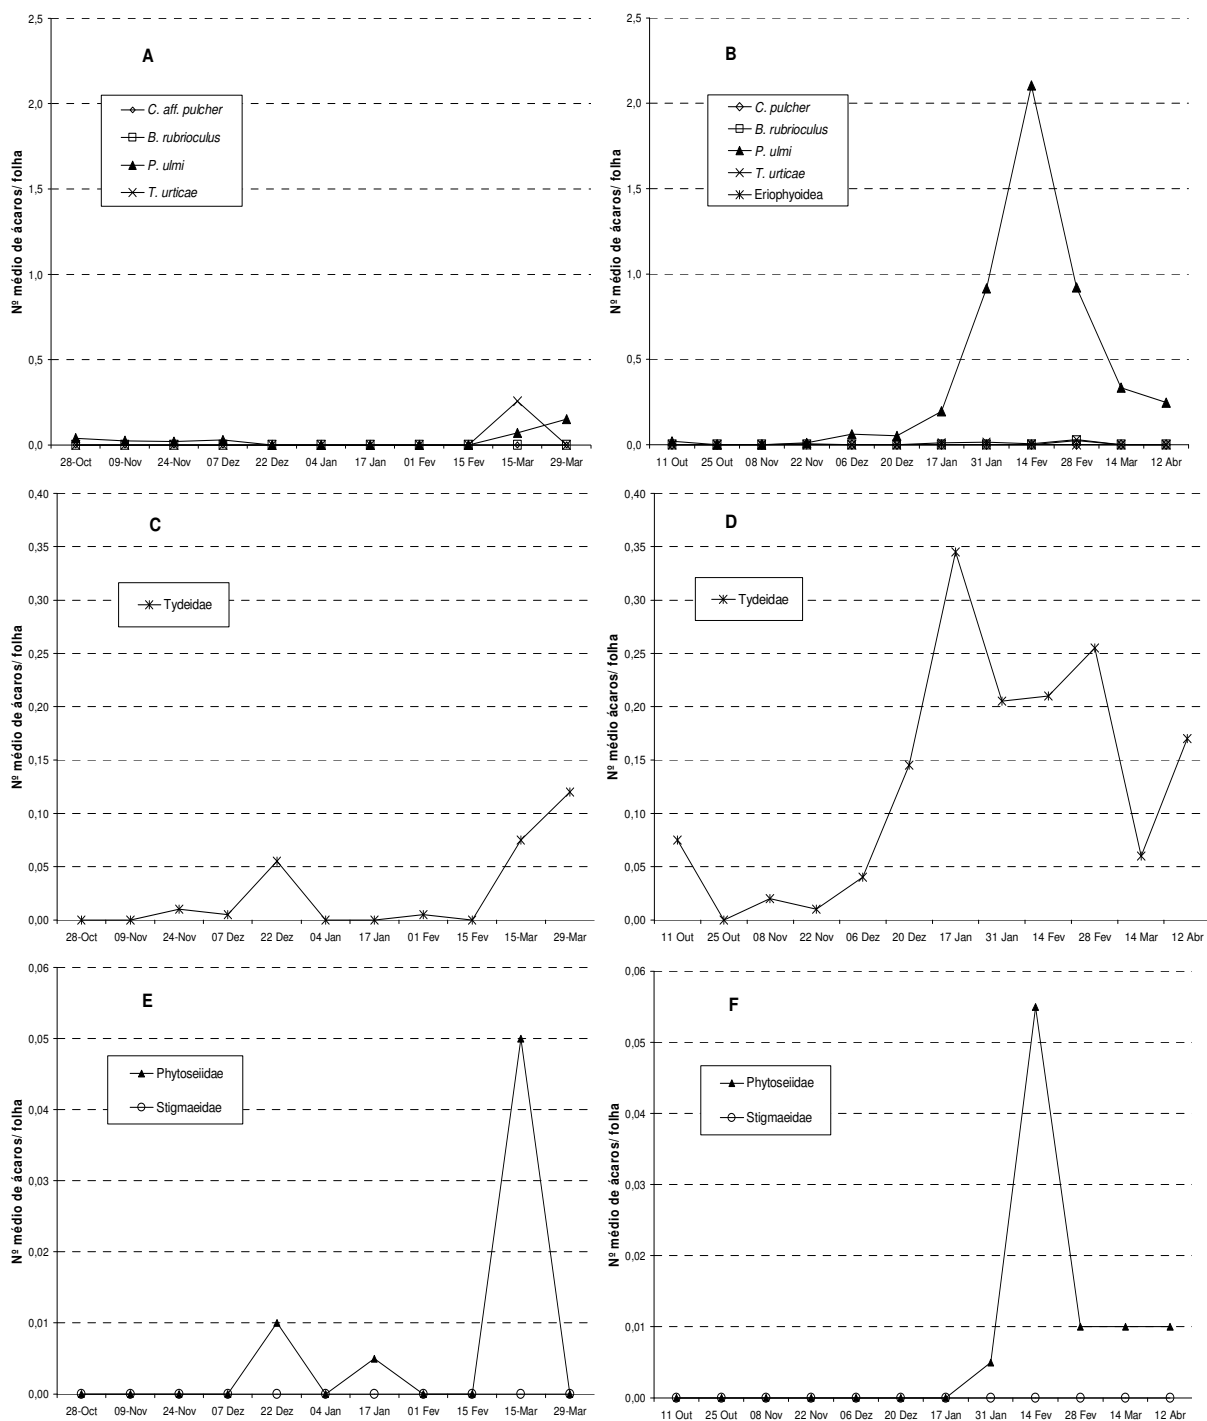 A
Nº médio de ácaros/ folha
2,5
2,0
1,5
1,0
0,5
0,0
C. aff. pulcher
B. rubrioculus
P. ulmi
T. urticae
28-Oct 09-Nov 24-Nov 07 Dez 22 Dez 04 Jan 17 Jan 01 Fev 15 Fev 15-Mar 29-Mar
B
Nº médio de ácaros/ folha
2,5
2,0
1,5
1,0
0,5
0,0
C. pulcher
B. rubrioculus
P. ulmi
T. urticae
Eriophyoidea
11 Out 25 Out 08 Nov 22 Nov 06 Dez 20 Dez 17 Jan 31 Jan 14 Fev 28 Fev 14 Mar 12 Abr
C
Nº médio de ácaros/ folha
0,40
0,35
0,30
0,25
0,20
0,15
0,10
0,05
0,00
Tydeidae
28-Oct 09-Nov 24-Nov 07 Dez 22 Dez 04 Jan 17 Jan 01 Fev 15 Fev 15-Mar 29-Mar
D
Nº médio ácaros/ folha
0,40
0,35
0,30
0,25
0,20
0,15
0,10
0,05
0,00
Tydeidae
11 Out 25 Out 08 Nov 22 Nov 06 Dez 20 Dez 17 Jan 31 Jan 14 Fev 28 Fev 14 Mar 12 Abr
E
Nº médio de ácaros/ folha
0,06
0,05
0,04
0,03
0,02
0,01
0,00
Phytoseiidae
Stigmaeidae
28-Oct 09-Nov 24-Nov 07 Dez 22 Dez 04 Jan 17 Jan 01 Fev 15 Fev 15-Mar 29-Mar
F
Nº médio de ácaros/ folha
0,06
0,05
0,04
0,03
0,02
0,01
0,00
Phytoseiidae
Stigmaeidae
11 Out 25 Out 08 Nov 22 Nov 06 Dez 20 Dez 17 Jan 31 Jan 14 Fev 28 Fev 14 Mar 12 Abr